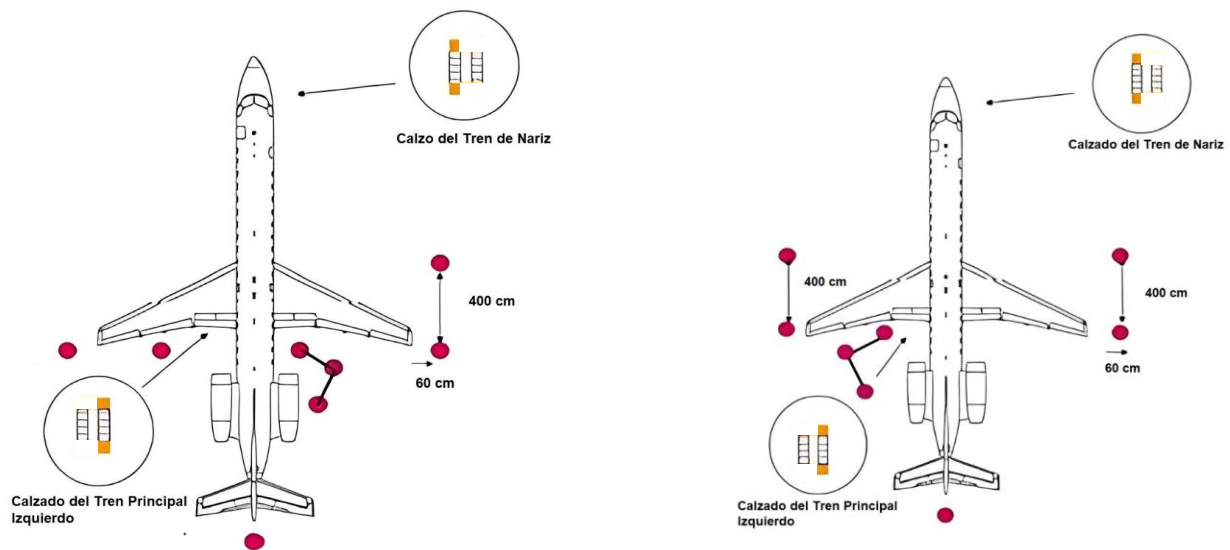 Calzo del Tren de Nariz
400 cm
60 cm
Calzado del Tren Principal
Izquierdo
Calzado del Tren de Nariz
400 cm
400 cm
60 cm
Calzado del Tren Principal
Izquierdo